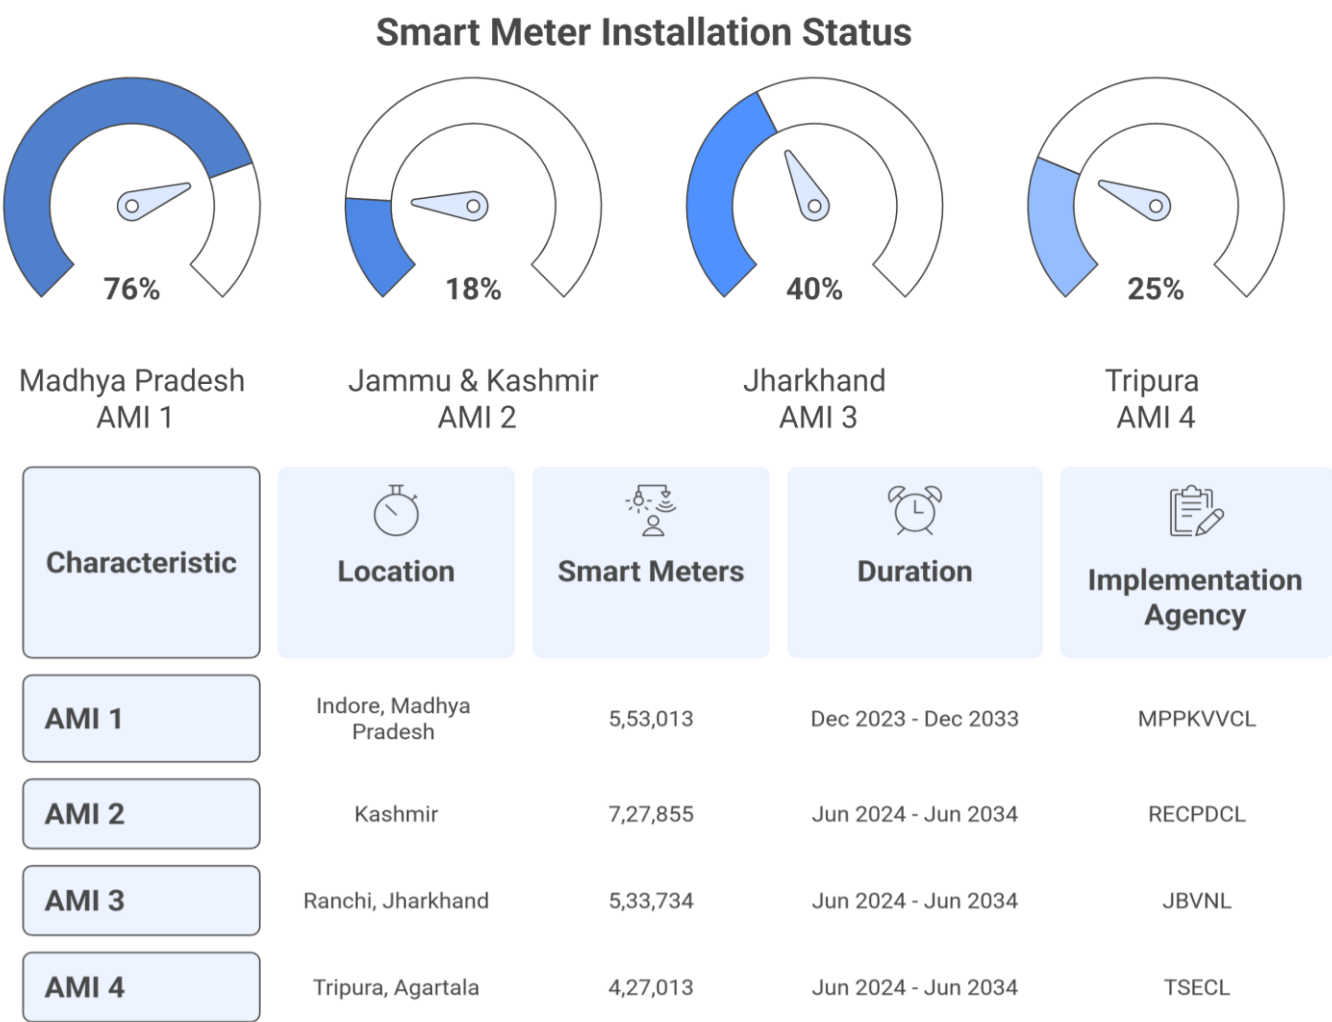 Smart Meter Installation Status
76%
18%
40%
25%
Madhya Pradesh
AMI 1
Jammu & Kashmir
AMI 2
Jharkhand
AMI 3
Tripura
AMI 4
Characteristic
Location
Smart Meters
Duration
Implementation
Agency
AMI 1
Indore, Madhya
Pradesh
5,53,013
Dec 2023 - Dec 2033
MPPKVVCL
AMI 2
Kashmir
7,27,855
Jun 2024 - Jun 2034
RECPDCL
AMI 3
Ranchi, Jharkhand
5,33,734
Jun 2024 - Jun 2034
JBVNL
AMI 4
Tripura, Agartala
4,27,013
Jun 2024 - Jun 2034
TSECL